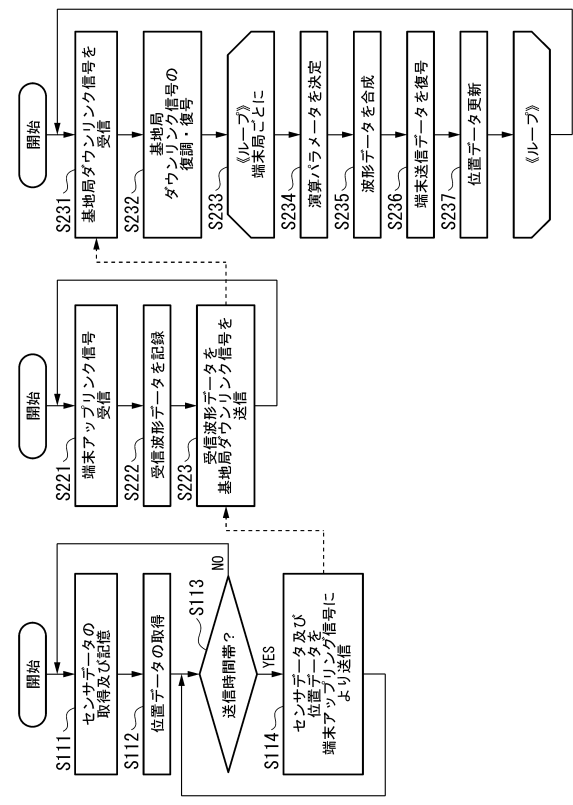 開始
S111
センサデータの
取得及び記憶
S112
位置データの取得
S113
送信時間帯？
NO
YES
S114
センサデータ及び
位置データを
端末アップリング信号に
より送信
開始
S221
端末アップリンク信号
受信
S222
受信波形データを記録
S223
受信波形データを
基地局ダウンリンク信号を
送信
開始
S231
基地局ダウンリンク信号を
受信
S232
基地局
ダウンリンク信号の
復調・復号
S233
《ループ》
端末局ごとに
S234
演算パラメータを決定
S235
波形データを合成
S236
端末送信データを復号
S237
位置データ更新
《ループ》